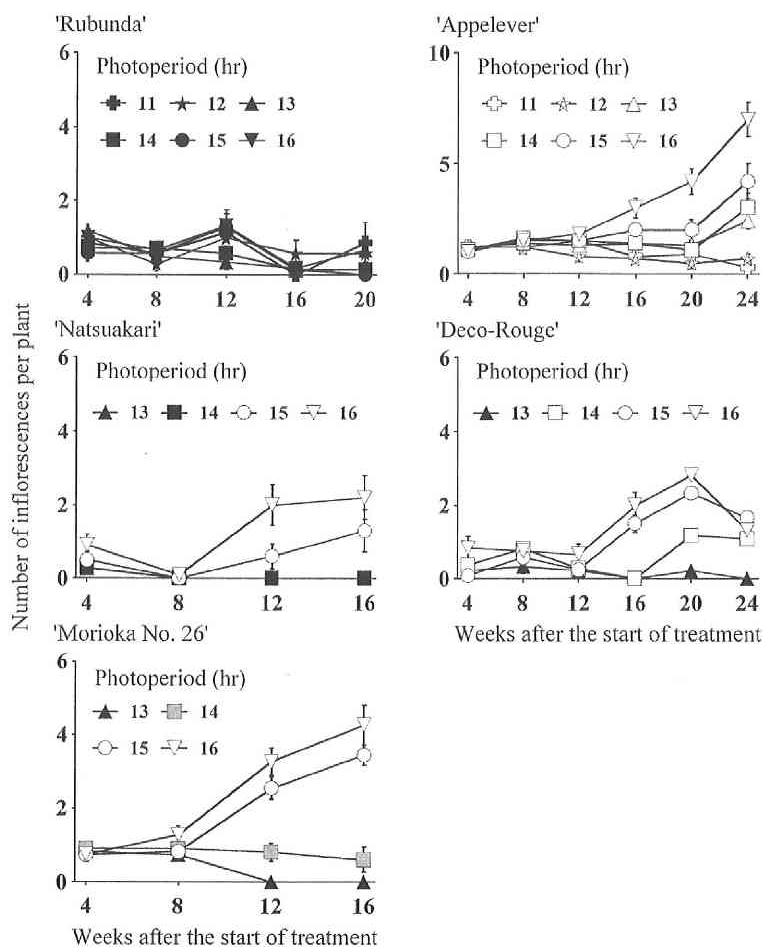 'Rubunda'
6
4
2
0
Photoperiod (hr)
11 12 13
14 15 16
4 8 12 16 20
'Appelever'
10
5
0
Photoperiod (hr)
11 12 13
14 15 16
4 8 12 16 20 24
Number of inflorescences per plant
'Natsuakari'
6
4
2
0
Photoperiod (hr)
13 14 15 16
4 8 12 16
'Deco-Rouge'
6
4
2
0
Photoperiod (hr)
13 14 15 16
4 8 12 16 20 24
Weeks after the start of treatment
'Morioka No. 26'
6
4
2
0
Photoperiod (hr)
13 14
15 16
4 8 12 16
Weeks after the start of treatment